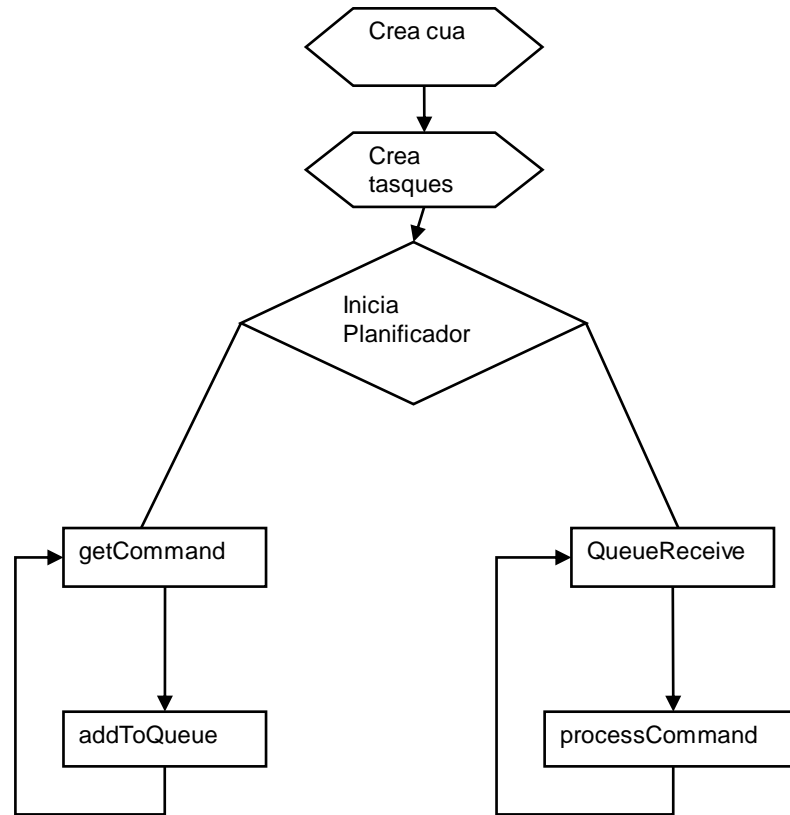 Crea cua
Crea
tasques
Inicia
Planificador
getCommand
QueueReceive
addToQueue
processCommand